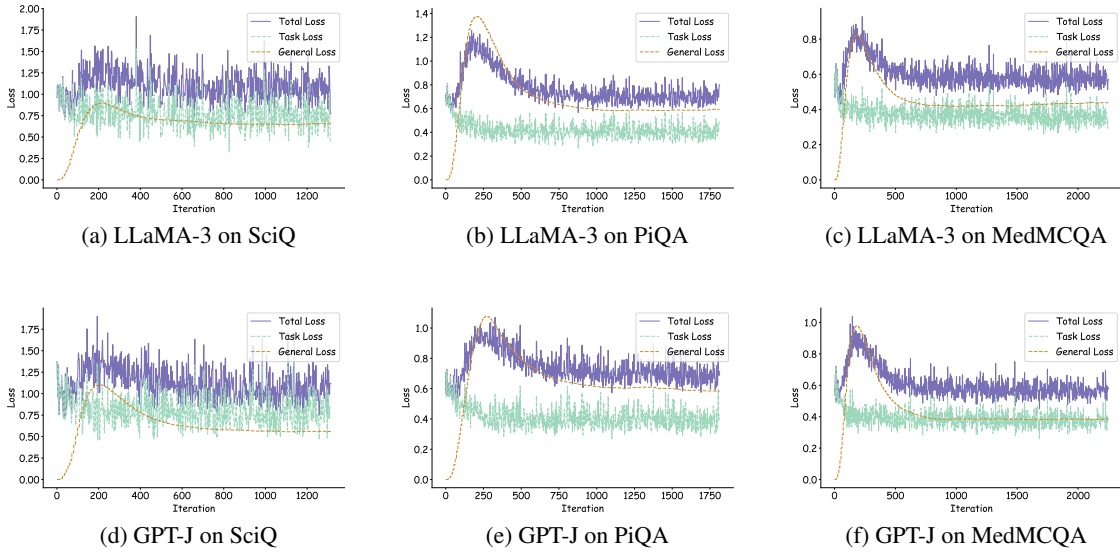 2.00
1.75
1.50
1.25
1.00
0.75
0.50
0.25
0.00
Loss
0 200 400 600 800 1000 1200
Iteration
Total Loss
Task Loss
General Loss
(a) LLaMA-3 on SciQ
1.4
1.2
1.0
0.8
0.6
0.4
0.2
0.0
Loss
0 250 500 750 1000 1250 1500 1750
Iteration
Total Loss
Task Loss
General Loss
(b) LLaMA-3 on PiQA
0.8
0.6
0.4
0.2
0.0
Loss
0 500 1000 1500 2000
Iteration
Total Loss
Task Loss
General Loss
(c) LLaMA-3 on MedMCQA
1.75
1.50
1.25
1.00
0.75
0.50
0.25
0.00
Loss
0 200 400 600 800 1000 1200
Iteration
Total Loss
Task Loss
General Loss
(d) GPT-J on SciQ
1.0
0.8
0.6
0.4
0.2
0.0
Loss
0 250 500 750 1000 1250 1500 1750
Iteration
Total Loss
Task Loss
General Loss
(e) GPT-J on PiQA
1.0
0.8
0.6
0.4
0.2
0.0
Loss
0 500 1000 1500 2000
Iteration
Total Loss
Task Loss
General Loss
(f) GPT-J on MedMCQA